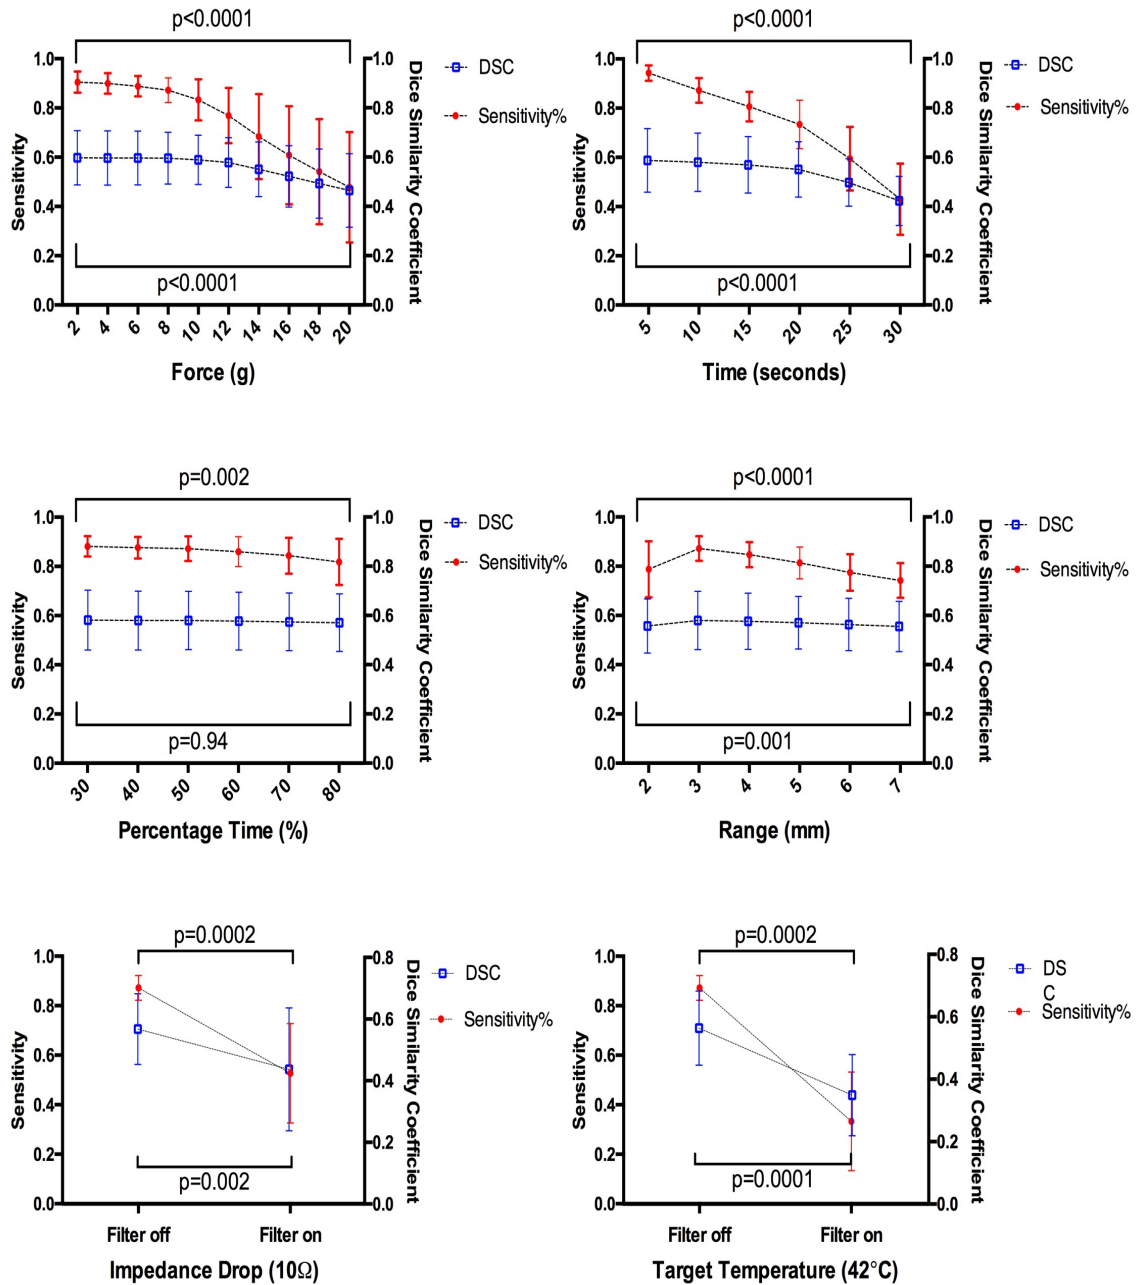 p<0.0001
1.0
0.8
0.6
0.4
0.2
0.0
Sensitivity
1.0
0.8
0.6
0.4
0.2
0.0
Dice Similarity Coefficient
DSC
Sensitivity%
p<0.0001
2 4 6 8 10 12 14 16 18 20
Force (g)
p<0.0001
1.0
0.8
0.6
0.4
0.2
0.0
Sensitivity
1.0
0.8
0.6
0.4
0.2
0.0
Dice Similarity Coefficient
DSC
Sensitivity%
p<0.0001
5 10 15 20 25 30
Time (seconds)
p=0.002
1.0
0.8
0.6
0.4
0.2
0.0
Sensitivity
1.0
0.8
0.6
0.4
0.2
0.0
Dice Similarity Coefficient
DSC
Sensitivity%
p=0.94
30 40 50 60 70 80
Percentage Time (%)
p<0.0001
1.0
0.8
0.6
0.4
0.2
0.0
Sensitivity
1.0
0.8
0.6
0.4
0.2
0.0
Dice Similarity Coefficient
DSC
Sensitivity%
p=0.001
2 3 4 5 6 7
Range (mm)
p=0.0002
1.0
0.8
0.6
0.4
0.2
0.0
Sensitivity
0.8
0.6
0.4
0.2
0.0
Dice Similarity Coefficient
DSC
Sensitivity%
p=0.002
Filter off Filter on
Impedance Drop (10Ω)
p=0.0002
1.0
0.8
0.6
0.4
0.2
0.0
Sensitivity
0.8
0.6
0.4
0.2
0.0
Dice Similarity Coefficient
DS
C
Sensitivity%
p=0.0001
Filter off Filter on
Target Temperature (42°C)